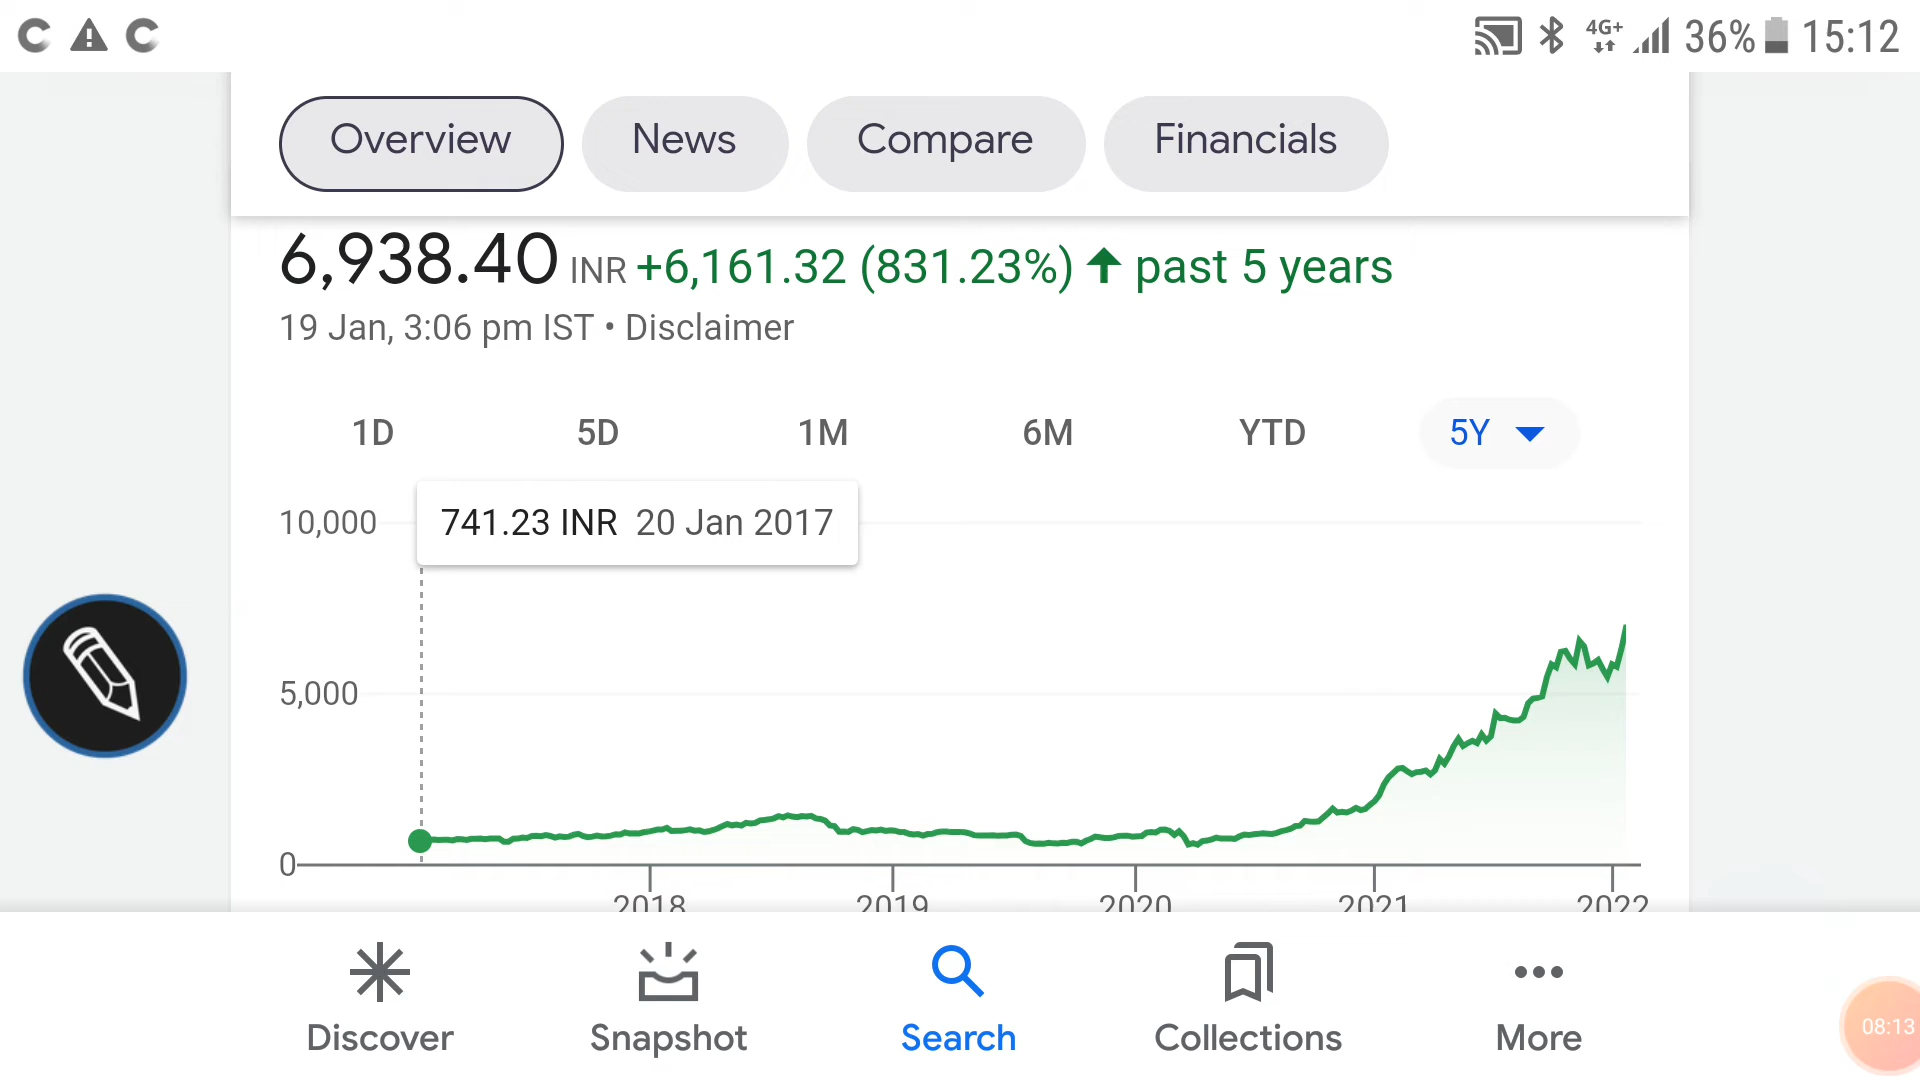 36% 15:12
4G+
Overview News Compare Financials
6,938.40 INR +6,161.32 (831.23%) ↑ past 5 years
19 Jan, 3:06 pm IST • Disclaimer
1D 5D 1M 6M YTD 5Y
741.23 INR 20 Jan 2017
10,000
5,000
0
2018 2019 2020 2021 2022
Discover Snapshot Search Collections More
08:13